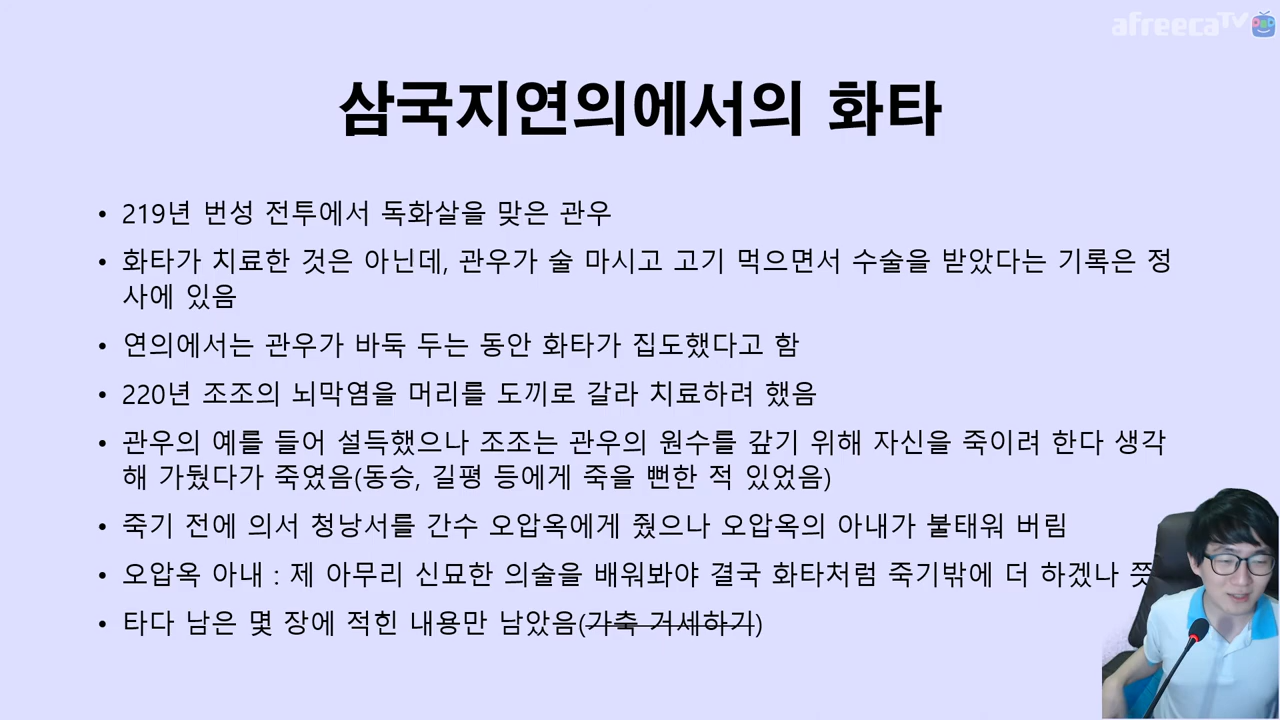 afreecaTV
삼국지연의에서의 화타
• 219년 번성 전투에서 독화살을 맞은 관우
• 화타가 치료한 것은 아닌데, 관우가 술 마시고 고기 먹으면서 수술을 받았다는 기록은 정
사에 있음
• 연의에서는 관우가 바둑 두는 동안 화타가 집도했다고 함
• 220년 조조의 뇌막염을 머리를 도끼로 갈라 치료하려 했음
• 관우의 예를 들어 설득했으나 조조는 관우의 원수를 갚기 위해 자신을 죽이려 한다 생각
해 가뒀다가 죽였음(동승, 길평 등에게 죽을 뻔한 적 있었음)
• 죽기 전에 의서 청낭서를 간수 오압옥에게 줬으나 오압옥의 아내가 불태워 버림
• 오압옥 아내 : 제 아무리 신묘한 의술을 배워봐야 결국 화타처럼 죽기밖에 더 하겠나 쯧
• 타다 남은 몇 장에 적힌 내용만 남았음(가축 거세하기)